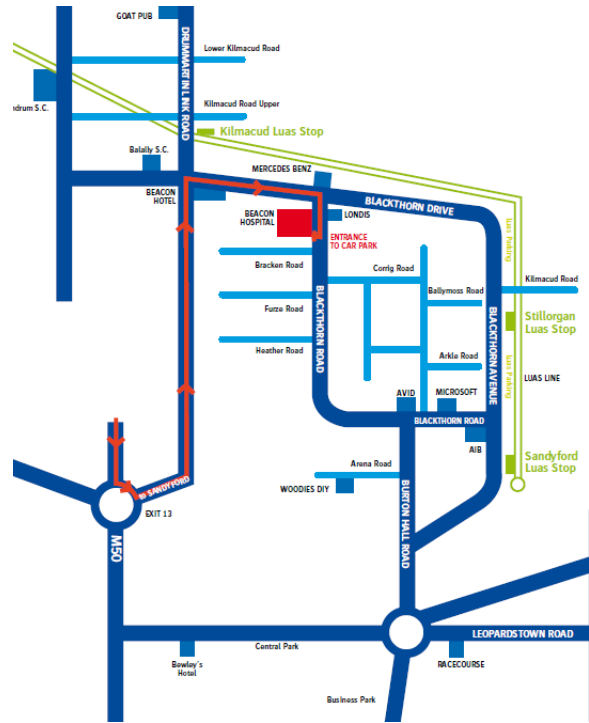 GOAT PUB
DRUMMARTIN LINK ROAD
Lower Kilmacud Road
ndrum S.C.
Kilmacud Road Upper
Kilmacud Luas Stop
Balally S.C.
MERCEDES BENZ
BEACON
HOTEL
BLACKTHORN DRIVE
BEACON
HOSPITAL
LONDIS
ENTRANCE
TO CAR PARK
Luas Parking
Bracken Road
Corrig Road
Kilmacud Road
Ballymoss Road
Furze Road
BLACKTHORN ROAD
BLACKTHORN AVENUE
Stillorgan
Luas Stop
Heather Road
Arkle Road
Luas Parking
LUAS LINE
AVID
MICROSOFT
BLACKTHORN ROAD
AIB
Sandyford
Luas Stop
Arena Road
WOODIES DIY
SANDYFORD
EXIT 13
M50
BURTON HALL ROAD
LEOPARDSTOWN ROAD
Central Park
Bewley's
Hotel
RACECOURSE
Business Park